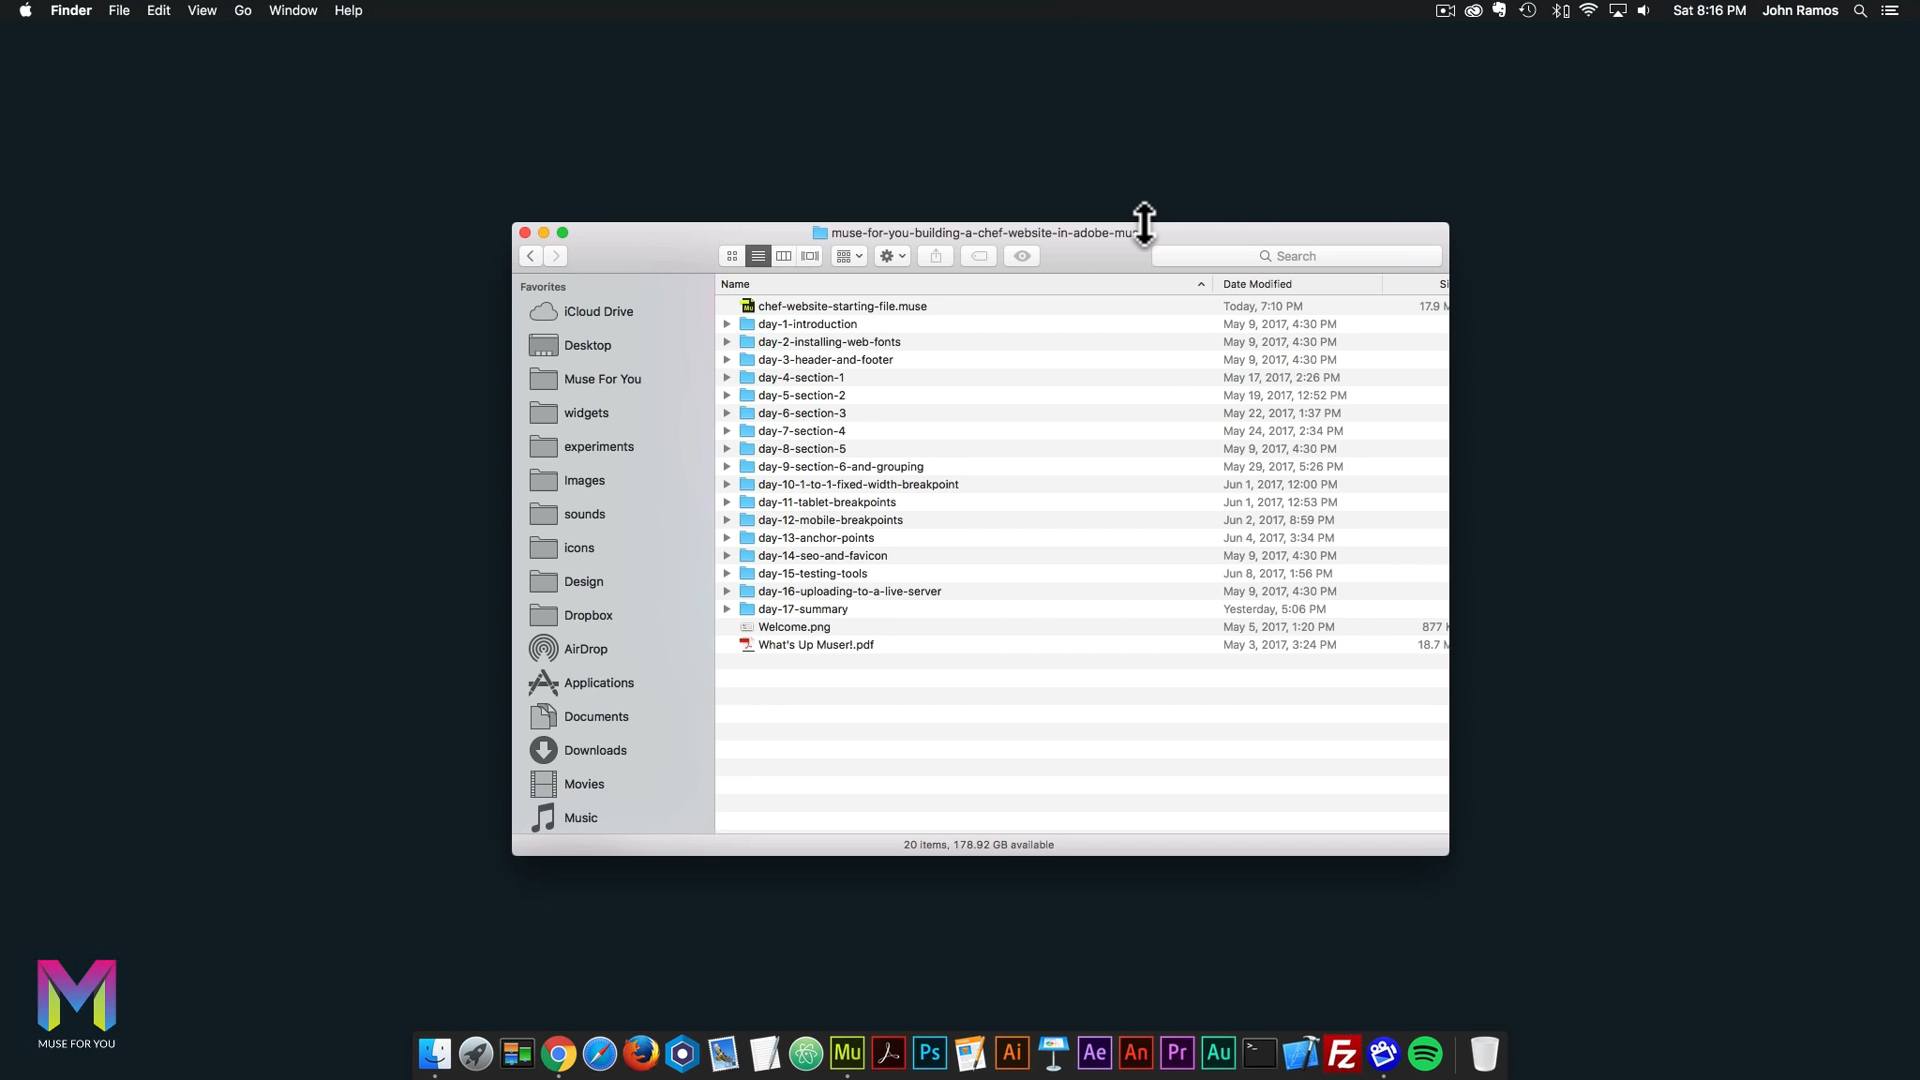 Finder File Edit View Go Window Help Sat 8:16 PM John Ramos
muse-for-you-building-a-chef-website-in-adobe-mu
Search
Favorites
iCloud Drive
Desktop
Muse For You
widgets
experiments
Images
sounds
icons
Design
Dropbox
AirDrop
Applications
Documents
Downloads
Movies
Music
Name Date Modified Si
chef-website-starting-file.muse Today, 7:10 PM 17.9 M
day-1-introduction May 9, 2017, 4:30 PM
day-2-installing-web-fonts May 9, 2017, 4:30 PM
day-3-header-and-footer May 9, 2017, 4:30 PM
day-4-section-1 May 17, 2017, 2:26 PM
day-5-section-2 May 19, 2017, 12:52 PM
day-6-section-3 May 22, 2017, 1:37 PM
day-7-section-4 May 24, 2017, 2:34 PM
day-8-section-5 May 9, 2017, 4:30 PM
day-9-section-6-and-grouping May 29, 2017, 5:26 PM
day-10-1-to-1-fixed-width-breakpoint Jun 1, 2017, 12:00 PM
day-11-tablet-breakpoints Jun 1, 2017, 12:53 PM
day-12-mobile-breakpoints Jun 2, 2017, 8:59 PM
day-13-anchor-points Jun 4, 2017, 3:34 PM
day-14-seo-and-favicon May 9, 2017, 4:30 PM
day-15-testing-tools Jun 8, 2017, 1:56 PM
day-16-uploading-to-a-live-server May 9, 2017, 4:30 PM
day-17-summary Yesterday, 5:06 PM
Welcome.png May 5, 2017, 1:20 PM 877 K
What's Up Muser!.pdf May 3, 2017, 3:24 PM 18.7 M
20 items, 178.92 GB available
MUSE FOR YOU
Mu Ps Ai Ae An Pr Au >_ Fz